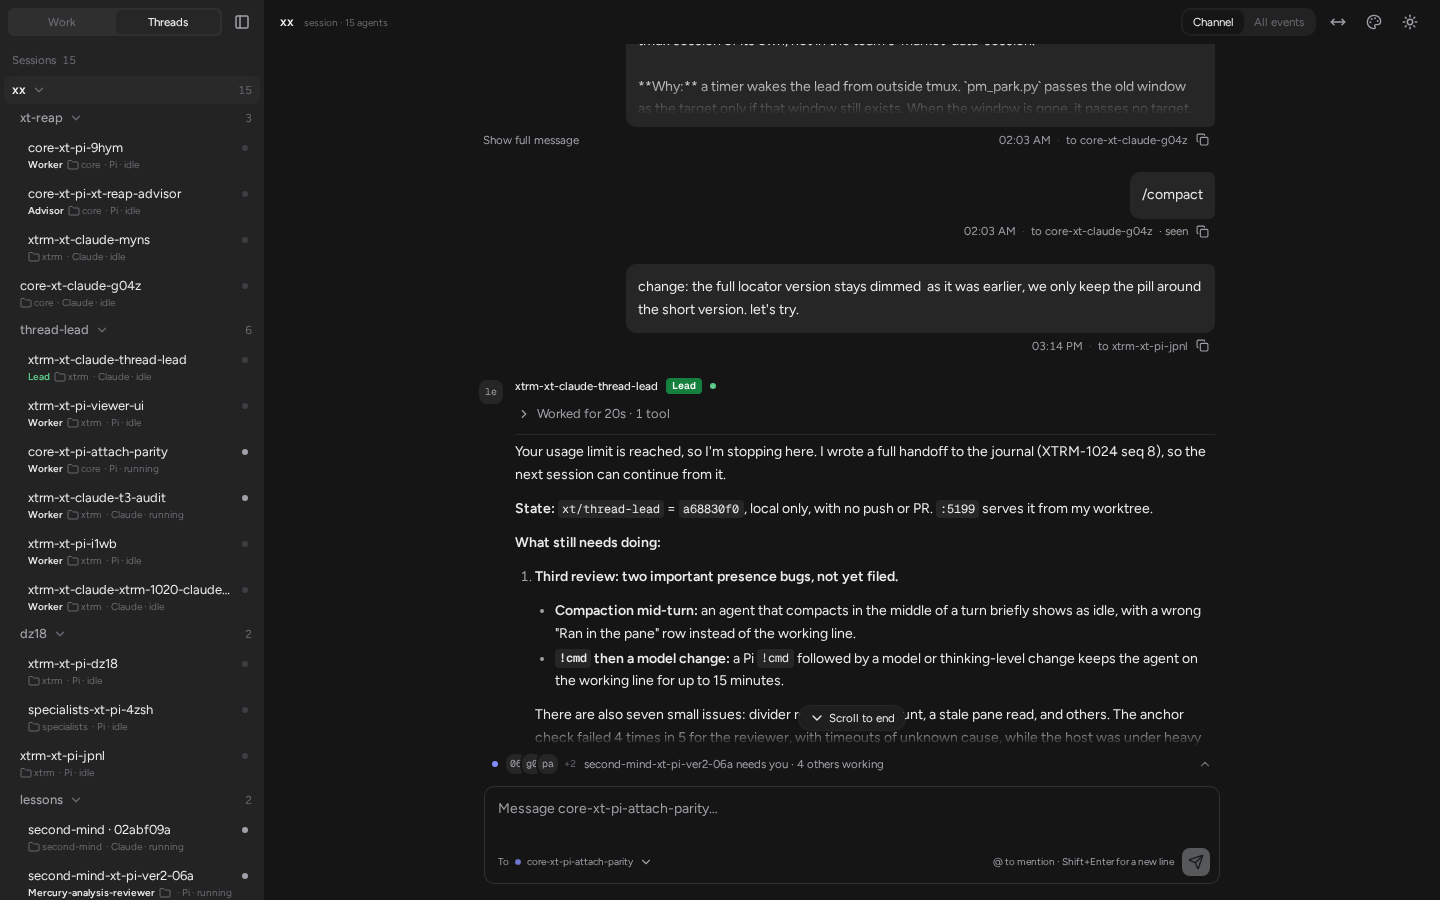 Work
Threads
xx
session · 15 agents
Channel
All events
Sessions 15
xx
15
xt-reap
3
core-xt-pi-9hym
Worker core · Pi · idle
core-xt-pi-xt-reap-advisor
Advisor core · Pi · idle
xtrm-xt-claude-myns
xtrm · Claude · idle
core-xt-claude-g04z
core · Claude · idle
thread-lead
6
xtrm-xt-claude-thread-lead
Lead xtrm · Claude · idle
xtrm-xt-pi-viewer-ui
Worker xtrm · Pi · idle
core-xt-pi-attach-parity
Worker core · Pi · running
xtrm-xt-claude-t3-audit
Worker xtrm · Claude · running
xtrm-xt-pi-i1wb
Worker xtrm · Pi · idle
xtrm-xt-claude-xtrm-1020-claude...
Worker xtrm · Claude · idle
dz18
2
xtrm-xt-pi-dz18
xtrm · Pi · idle
specialists-xt-pi-4zsh
specialists · Pi · idle
xtrm-xt-pi-jpnl
xtrm · Pi · idle
lessons
2
second-mind · 02abf09a
second-mind · Claude · running
second-mind-xt-pi-ver2-06a
Mercury-analysis-reviewer · Pi · running
**Why:** a timer wakes the lead from outside tmux. `pm_park.py` passes the old window
as the target only if that window still exists. When the window is gone, it passes no target.
Show full message
02:03 AM · to core-xt-claude-g04z
/compact
02:03 AM · to core-xt-claude-g04z · seen
change: the full locator version stays dimmed  as it was earlier, we only keep the pill around
the short version. let's try.
03:14 PM · to xtrm-xt-pi-jpnl
le
xtrm-xt-claude-thread-lead Lead
Worked for 20s · 1 tool
Your usage limit is reached, so I'm stopping here. I wrote a full handoff to the journal (XTRM-1024 seq 8), so the
next session can continue from it.
State: xt/thread-lead = a68830f0, local only, with no push or PR. :5199 serves it from my worktree.
What still needs doing:
1. Third review: two important presence bugs, not yet filed.
• Compaction mid-turn: an agent that compacts in the middle of a turn briefly shows as idle, with a wrong
"Ran in the pane" row instead of the working line.
• !cmd then a model change: a Pi !cmd followed by a model or thinking-level change keeps the agent on
the working line for up to 15 minutes.
There are also seven small issues: divider unt, a stale pane read, and others. The anchor
Scroll to end
check failed 4 times in 5 for the reviewer, with timeouts of unknown cause, while the host was under heavy
06 g0 pa +2 second-mind-xt-pi-ver2-06a needs you · 4 others working
Message core-xt-pi-attach-parity...
To core-xt-pi-attach-parity
@ to mention · Shift+Enter for a new line